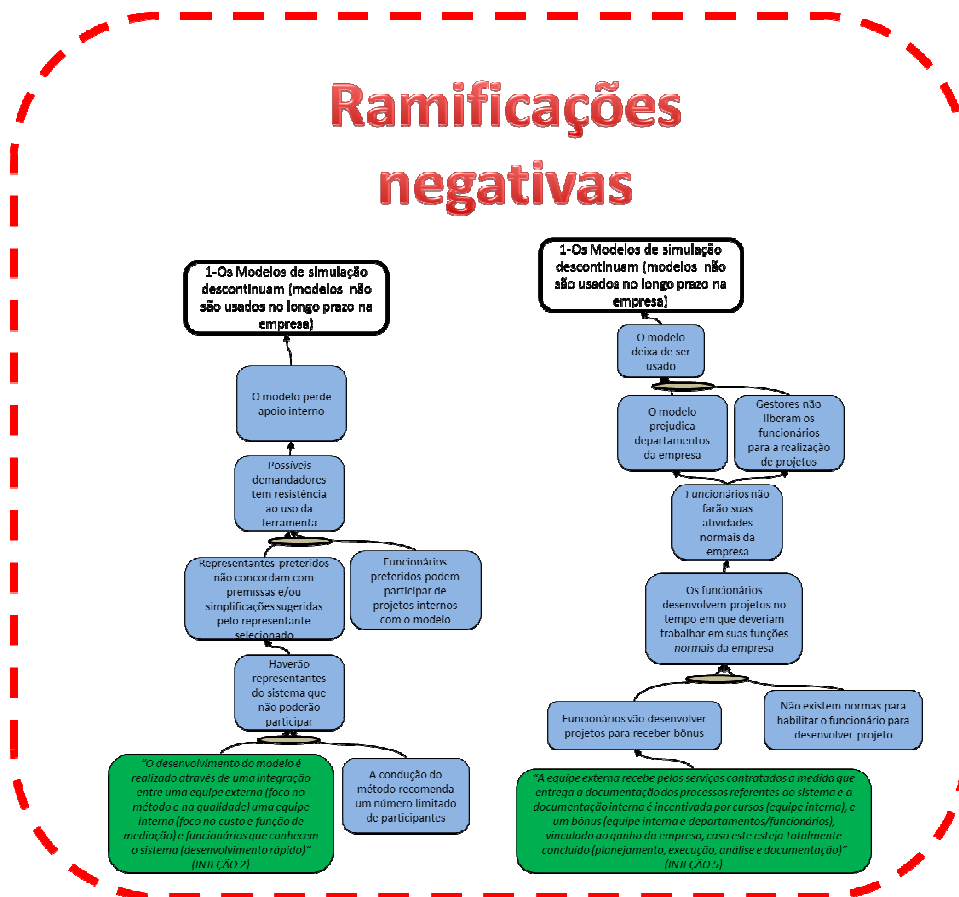 Ramificações
negativas
1-Os Modelos de simulação
descontinuam (modelos não
são usados no longo prazo na
empresa)
O modelo perde
apoio interno
Possíveis
demandadores
tem resistência
ao uso da
ferramenta
Representantes preteridos
não concordam com
premissas e/ou
simplificações sugeridas
pelo representante
selecionado
Funcionários
preteridos podem
participar de
projetos internos
com o modelo
Haverão
representantes
do sistema que
não poderão
participar
"O desenvolvimento do modelo é
realizado através de uma integração
entre uma equipe externa (foco no
método e na qualidade) uma equipe
interna (foco no custo e função de
mediação) e funcionários que conhecem
o sistema (desenvolvimento rápido)"
(INJEÇÃO 2)
A condução do
método recomenda
um número limitado
de participantes
1-Os Modelos de simulação
descontinuam (modelos não
são usados no longo prazo na
empresa)
O modelo
deixa de ser
usado
O modelo
prejudica
departamentos
da empresa
Gestores não
liberam os
funcionários
para a realização
de projetos
Funcionários não
farão suas
atividades
normais da
empresa
Os funcionários
desenvolvem projetos no
tempo em que deveriam
trabalhar em suas funções
normais da empresa
Funcionários vão desenvolver
projetos para receber bônus
Não existem normas para
habilitar o funcionário para
desenvolver projeto
"A equipe externa recebe pelos serviços contratados a medida que
entrega a documentação dos processos referentes ao sistema e a
documentação interna é incentivada por cursos (equipe interna), e
um bônus (equipe interna e departamentos/funcionários),
vinculado ao ganho da empresa, caso este esteja totalmente
concluído (planejamento, execução, análise e documentação)"
(INJEÇÃO 5)